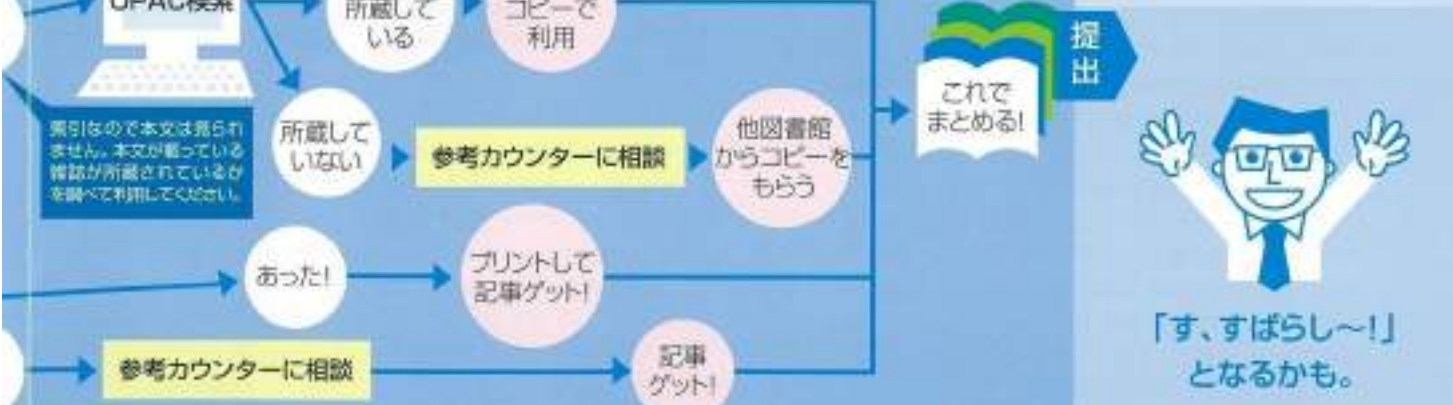 OPAC検索
所蔵して
いる
コピーで
利用
索引なので本文は見られ
ません。本文が載っている
雑誌が所蔵されているか
を調べて利用してください。
所蔵して
いない
参考カウンターに相談
他図書館
からコピーを
もらう
これで
まとめる!
提出
あった!
プリントして
記事ゲット!
参考カウンターに相談
記事
ゲット!
「す、すばらし〜!」
となるかも。